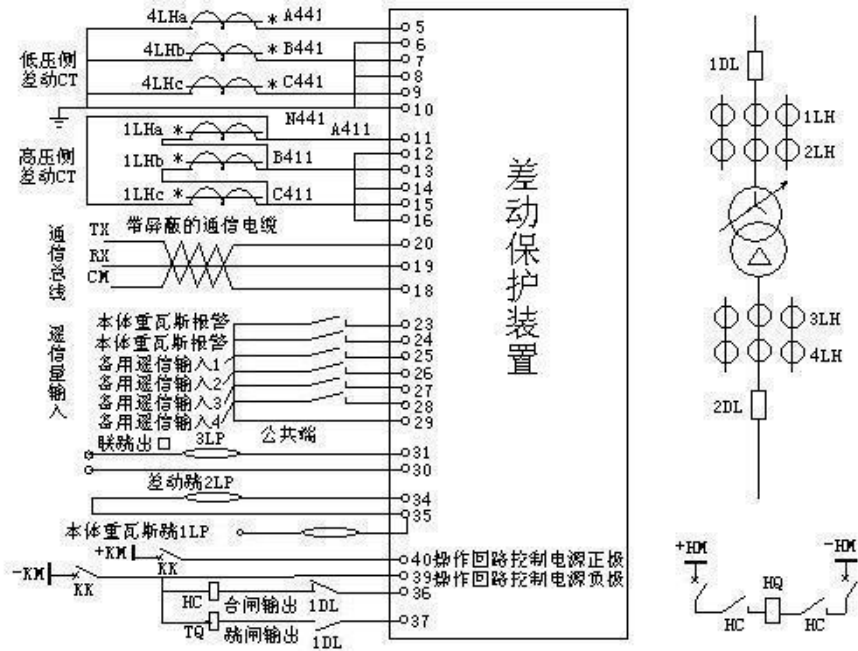 4LHa * A441
5
6
4LHb * B441
7
低压侧
差动CT
8
4LHc * C441
9
10
N441
1LHa * A411
11
12
高压侧
差动CT
1LHb * B411
13
14
1LHc * C411
15
16
通信总线
带屏蔽的通信电缆
TX
20
RX
19
CM
18
遥信量输入
本体重瓦斯报警
23
本体重瓦斯报警
24
备用遥信输入1
25
备用遥信输入2
26
备用遥信输入3
27
28
备用遥信输入4
公共端
29
联跳出口 3LP
31
30
差动跳2LP
34
35
本体重瓦斯跳1LP
+KM
KK
40操作回路控制电源正极
-KM
KK
39操作回路控制电源负极
HC 合闸输出 1DL
36
TQ 跳闸输出 1DL
37
差动保护装置
1DL
1LH
2LH
3LH
4LH
2DL
+HM
-HM
HQ
HC
HC